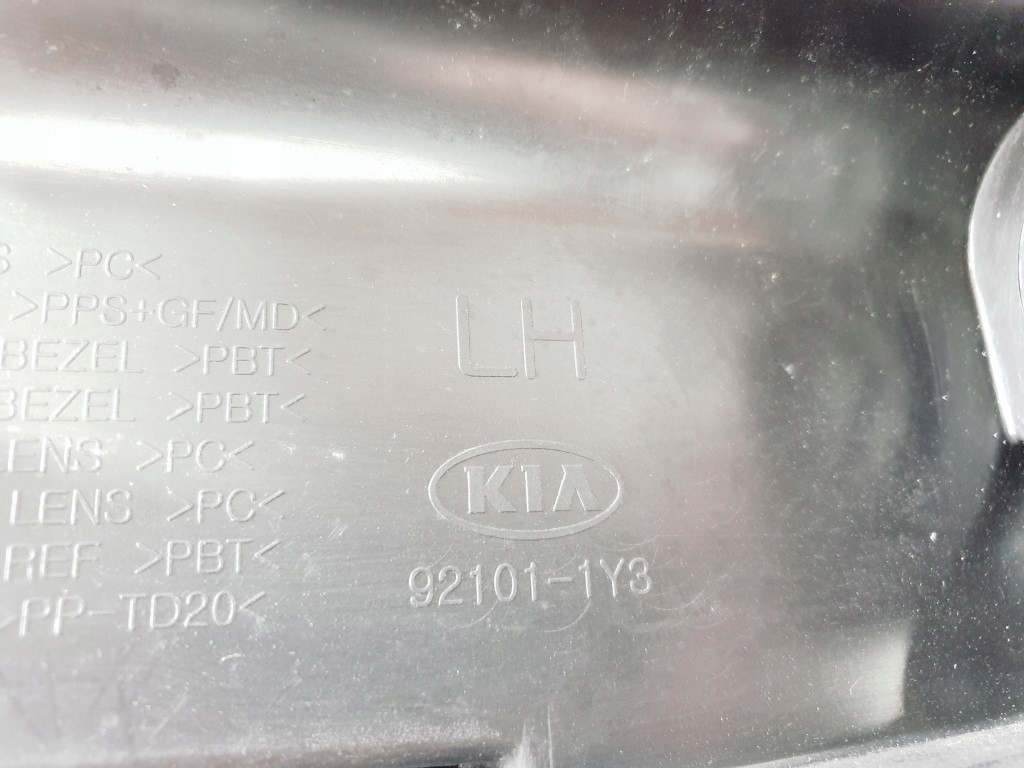 S >PC<
>PPS+GF/MD<
BEZEL >PBT<
BEZEL >PBT<
LENS >PC<
LENS >PC<
REF >PBT<
>PP-TD20<
LH
KIA
92101-1Y3